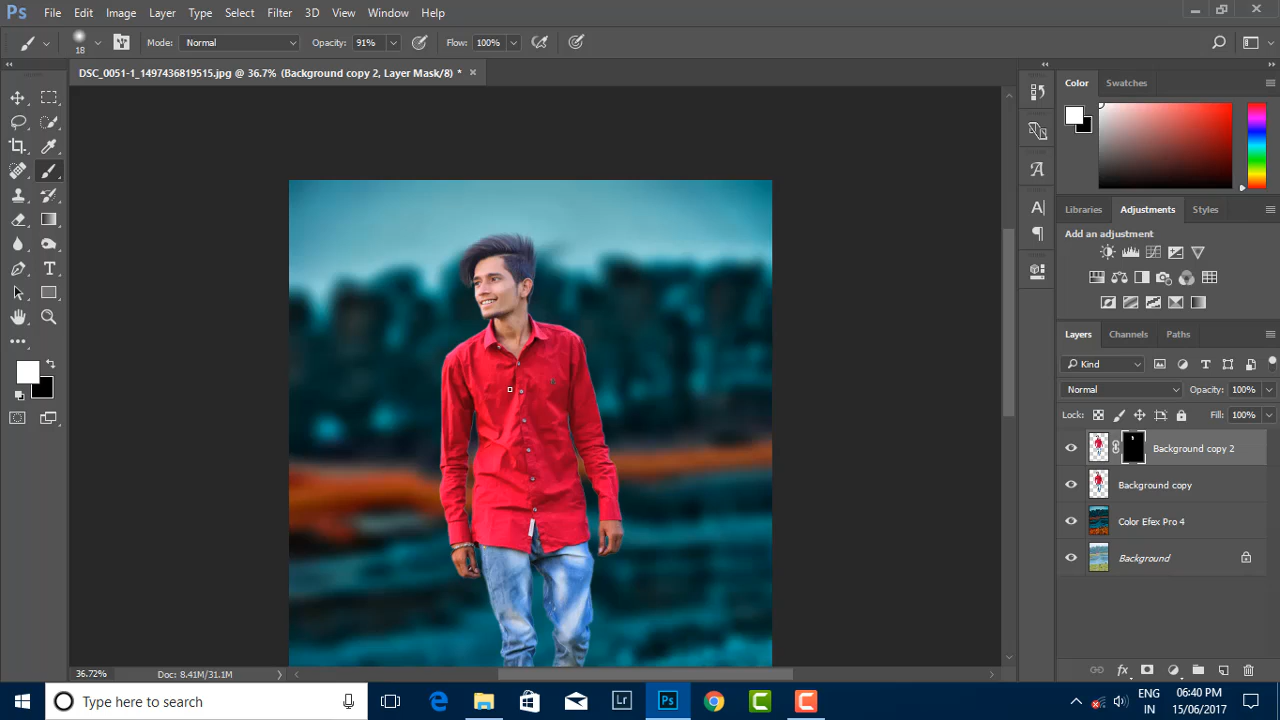 Ps File Edit Image Layer Type Select Filter 3D View Window Help
18 Mode: Normal Opacity: 91% Flow: 100%
DSC_0051-1_1497436819515.jpg @ 36.7% (Background copy 2, Layer Mask/8) * ×
Color Swatches
Libraries Adjustments Styles
Add an adjustment
Layers Channels Paths
Kind
Normal Opacity: 100%
Lock: Fill: 100%
Background copy 2
Background copy
Color Efex Pro 4
Background
36.72% Doc: 8.41M/31.1M
Type here to search
Lr Ps
ENG
IN
06:40 PM
15/06/2017